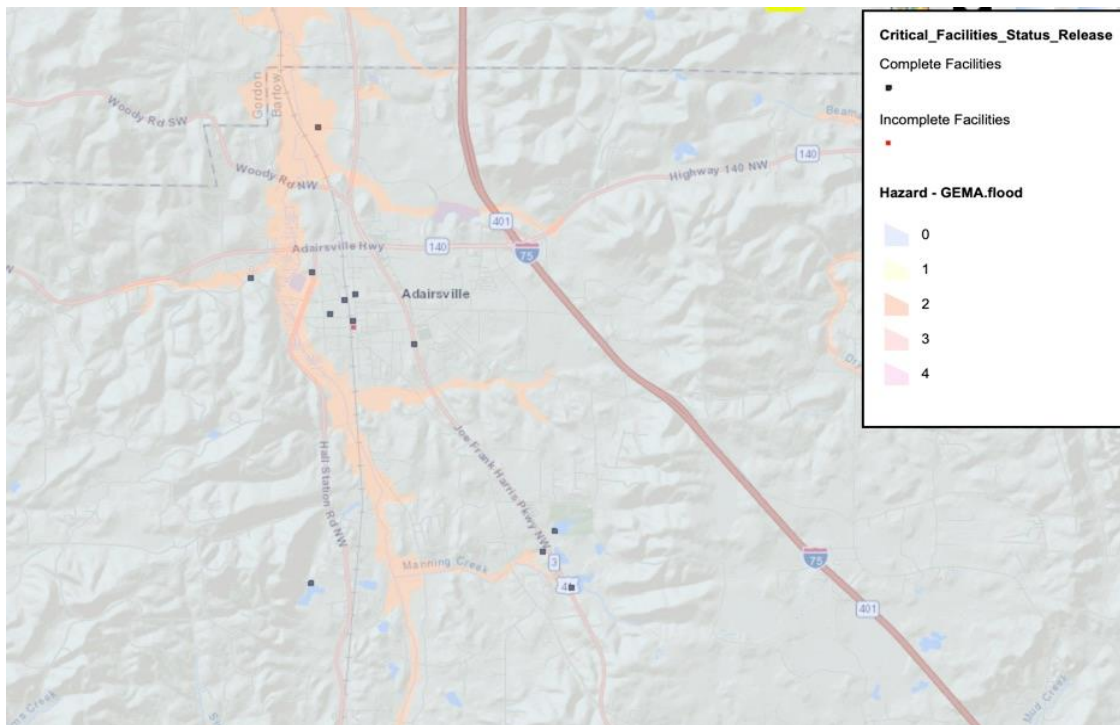 Critical_Facilities_Status_Release
Complete Facilities
Incomplete Facilities
Hazard - GEMA.flood
0
1
2
3
4
Gordon
Bartow
Woody Rd SW
Woody Rd NW
Highway 140 NW
140
401
75
Adairsville Hwy
140
Adairsville
Joe Frank Harris Pkwy NW
Hall Station Rd NW
Manning Creek
3
75
401
Mud Creek